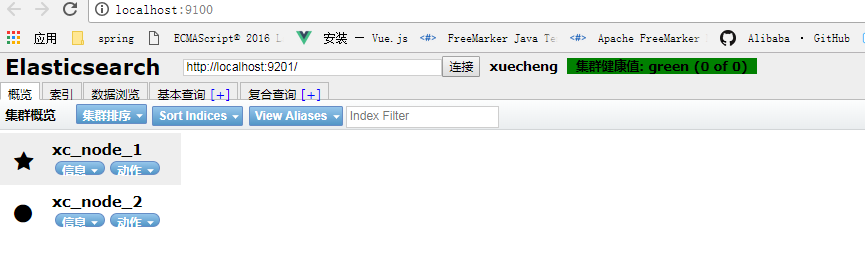 localhost:9100
应用 spring ECMAScript® 2016 安装 — Vue.js FreeMarker Java Te Apache FreeMarker Alibaba · GitHub
Elasticsearch http://localhost:9201/ 连接 xuecheng 集群健康值: green (0 of 0)
概览 索引 数据浏览 基本查询 [+] 复合查询 [+]
集群概览 集群排序 Sort Indices View Aliases Index Filter
xc_node_1
信息 动作
xc_node_2
信息 动作